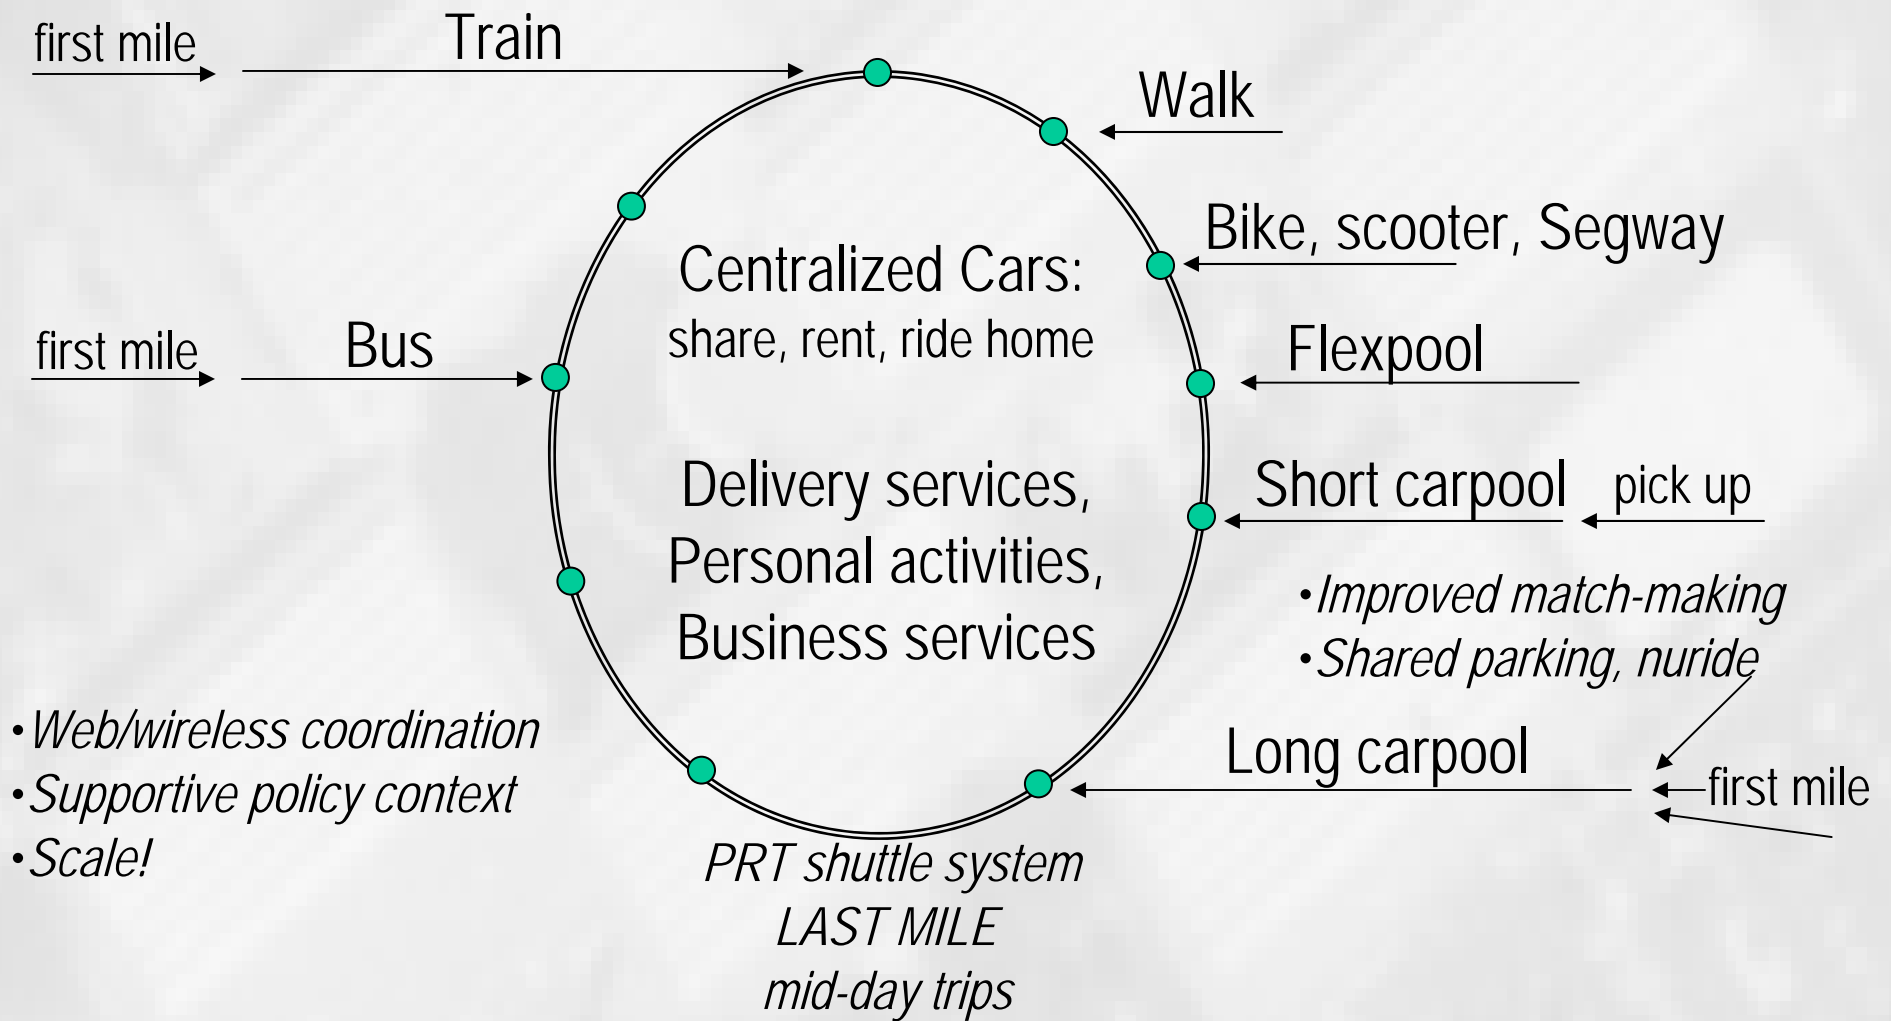 first mile
Train
Walk
Bike, scooter, Segway
Centralized Cars:
share, rent, ride home
first mile
Bus
Flexpool
Short carpool
pick up
Delivery services,
Personal activities,
Business services
•Improved match-making
•Shared parking, nuride
•Web/wireless coordination
•Supportive policy context
•Scale!
Long carpool
first mile
PRT shuttle system
LAST MILE
mid-day trips